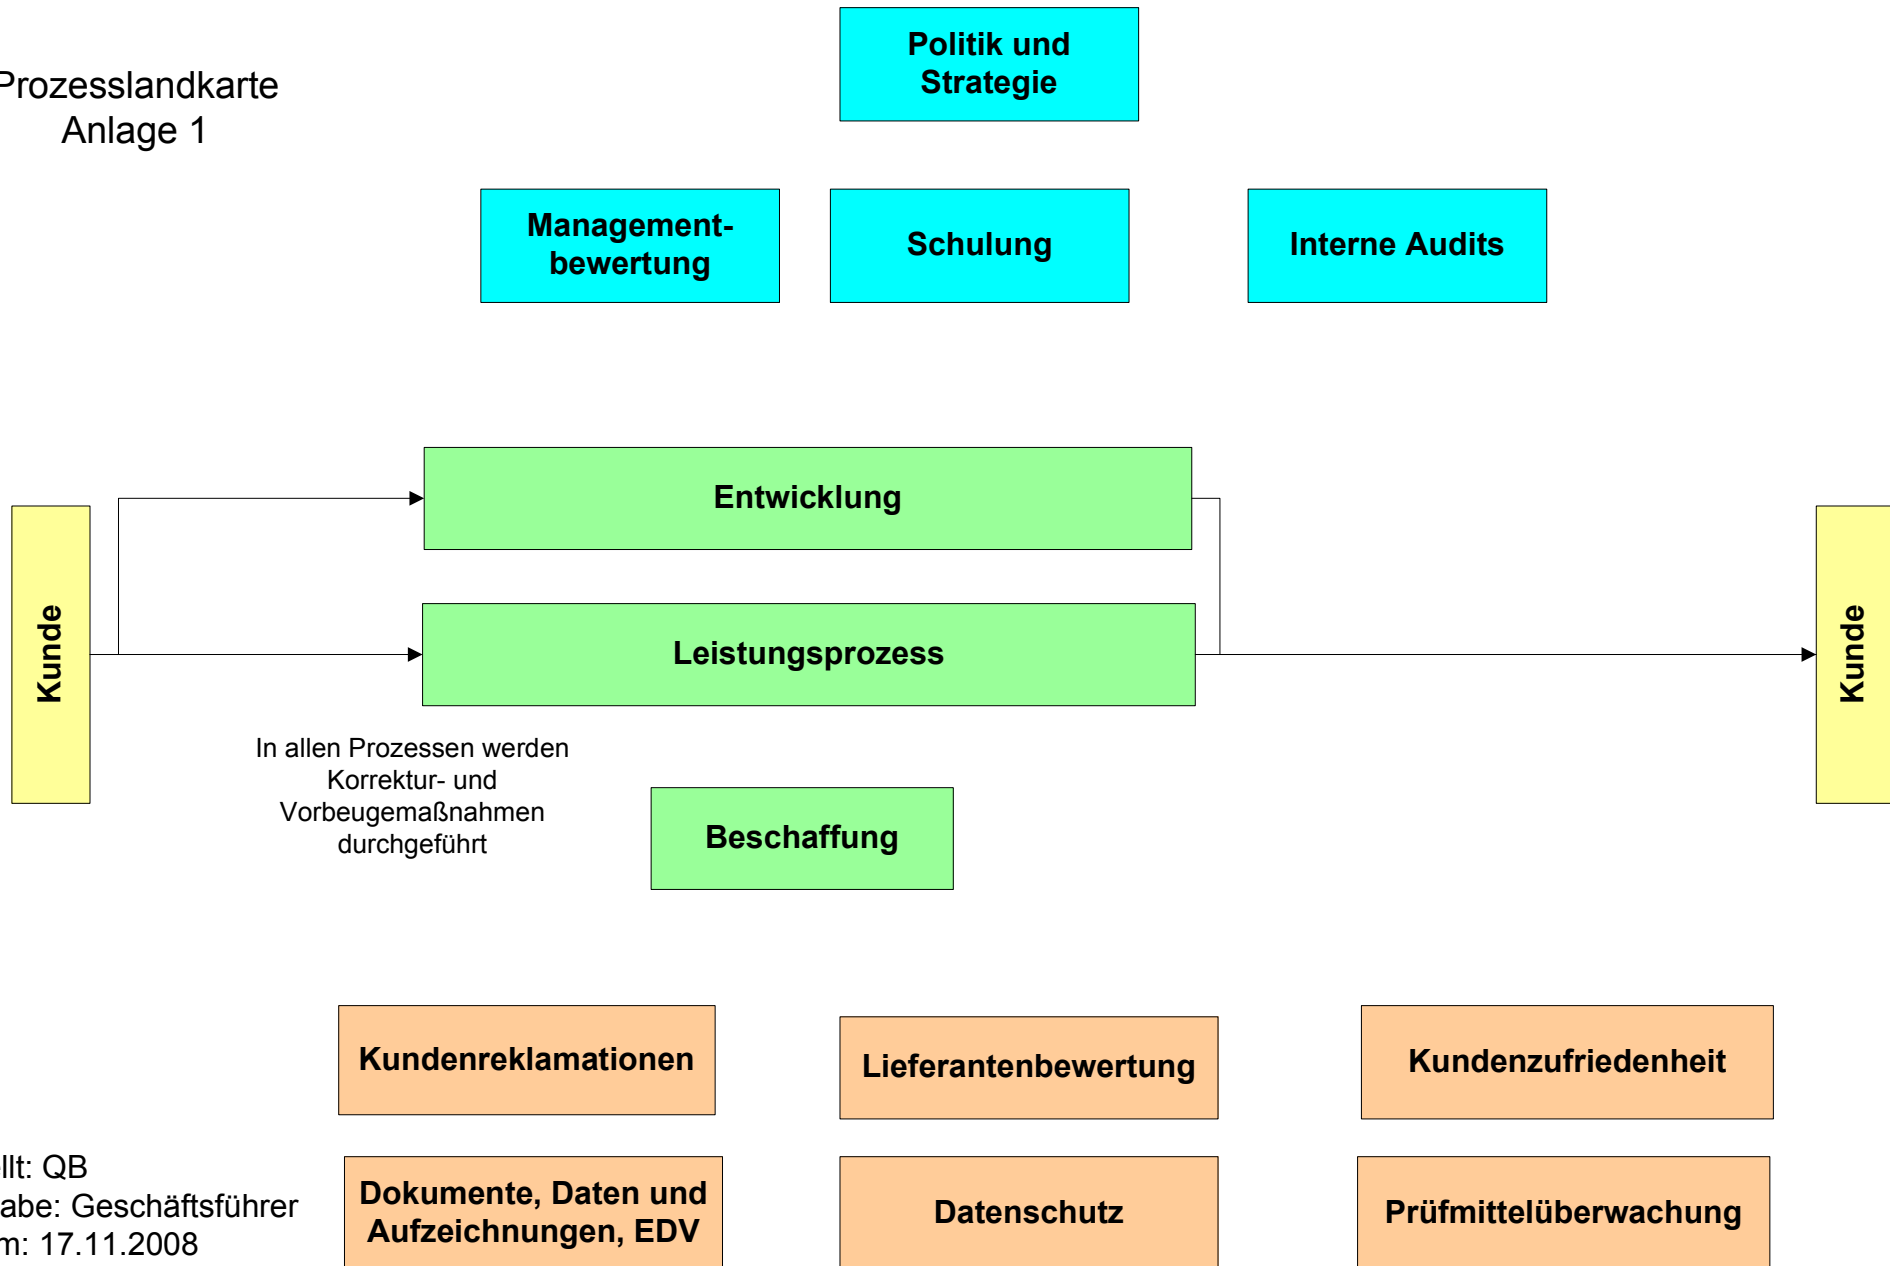 Prozesslandkarte
Anlage 1
Politik und
Strategie
Management-
bewertung
Schulung
Interne Audits
Entwicklung
Kunde
Leistungsprozess
Kunde
In allen Prozessen werden
Korrektur- und
Vorbeugemaßnahmen
durchgeführt
Beschaffung
Kundenreklamationen
Lieferantenbewertung
Kundenzufriedenheit
llt: QB
abe: Geschäftsführer
m: 17.11.2008
Dokumente, Daten und
Aufzeichnungen, EDV
Datenschutz
Prüfmittelüberwachung